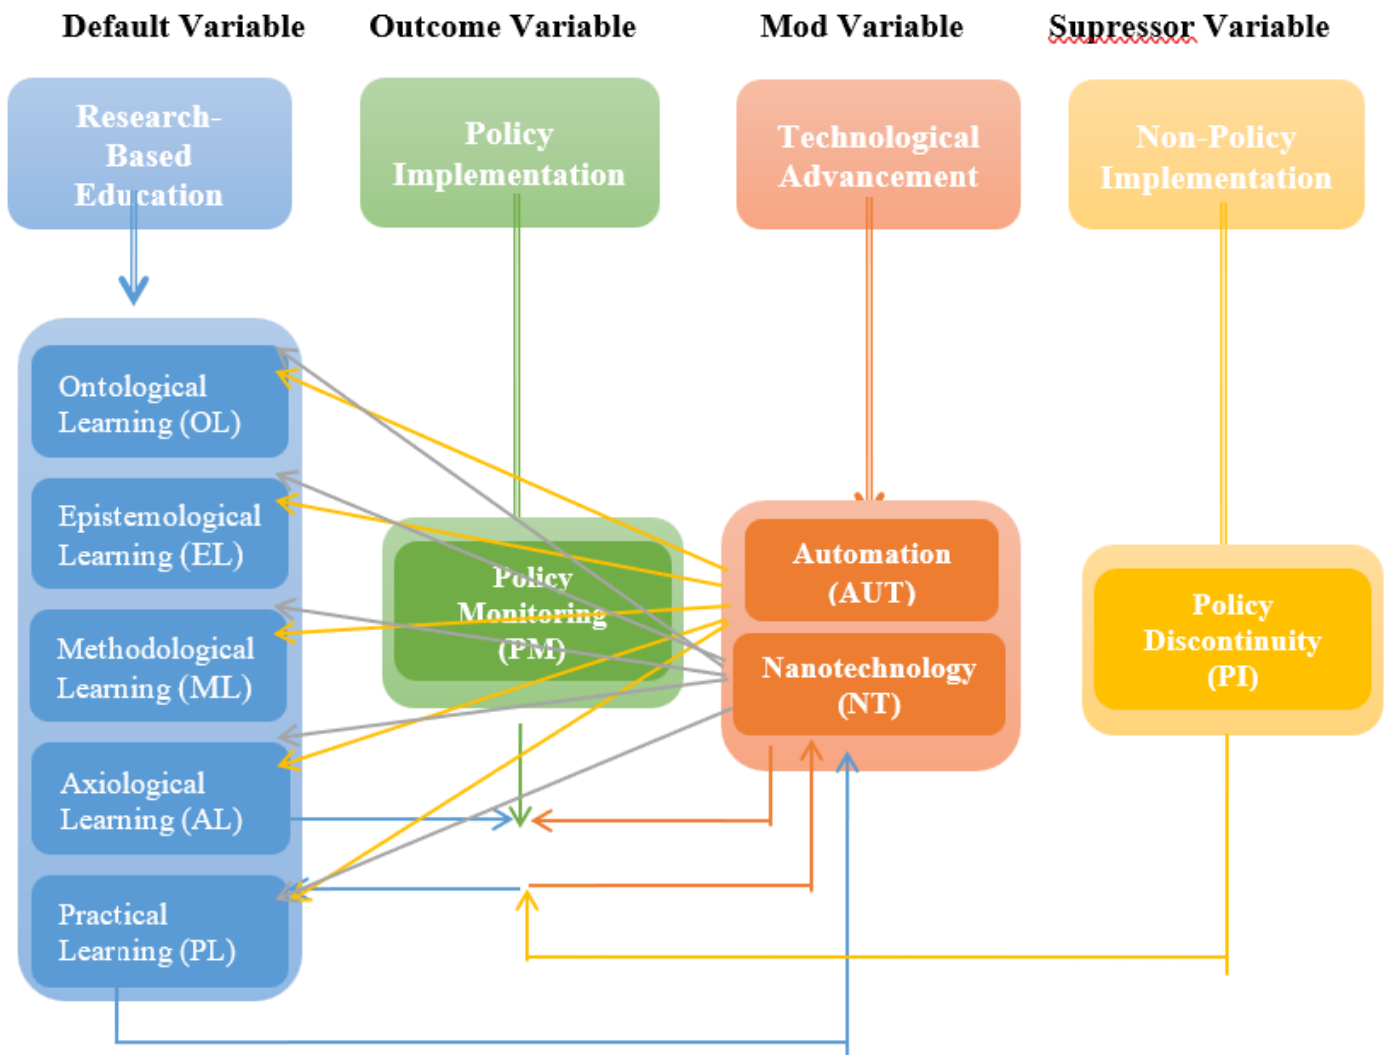 Default Variable
Outcome Variable
Mod Variable
Supressor Variable
Research-
Based
Education
Policy
Implementation
Technological
Advancement
Non-Policy
Implementation
Ontological
Learning (OL)
Epistemological
Learning (EL)
Methodological
Learning (ML)
Axiological
Learning (AL)
Practical
Learning (PL)
Policy
Monitoring
(PM)
Automation
(AUT)
Nanotechnology
(NT)
Policy
Discontinuity
(PI)